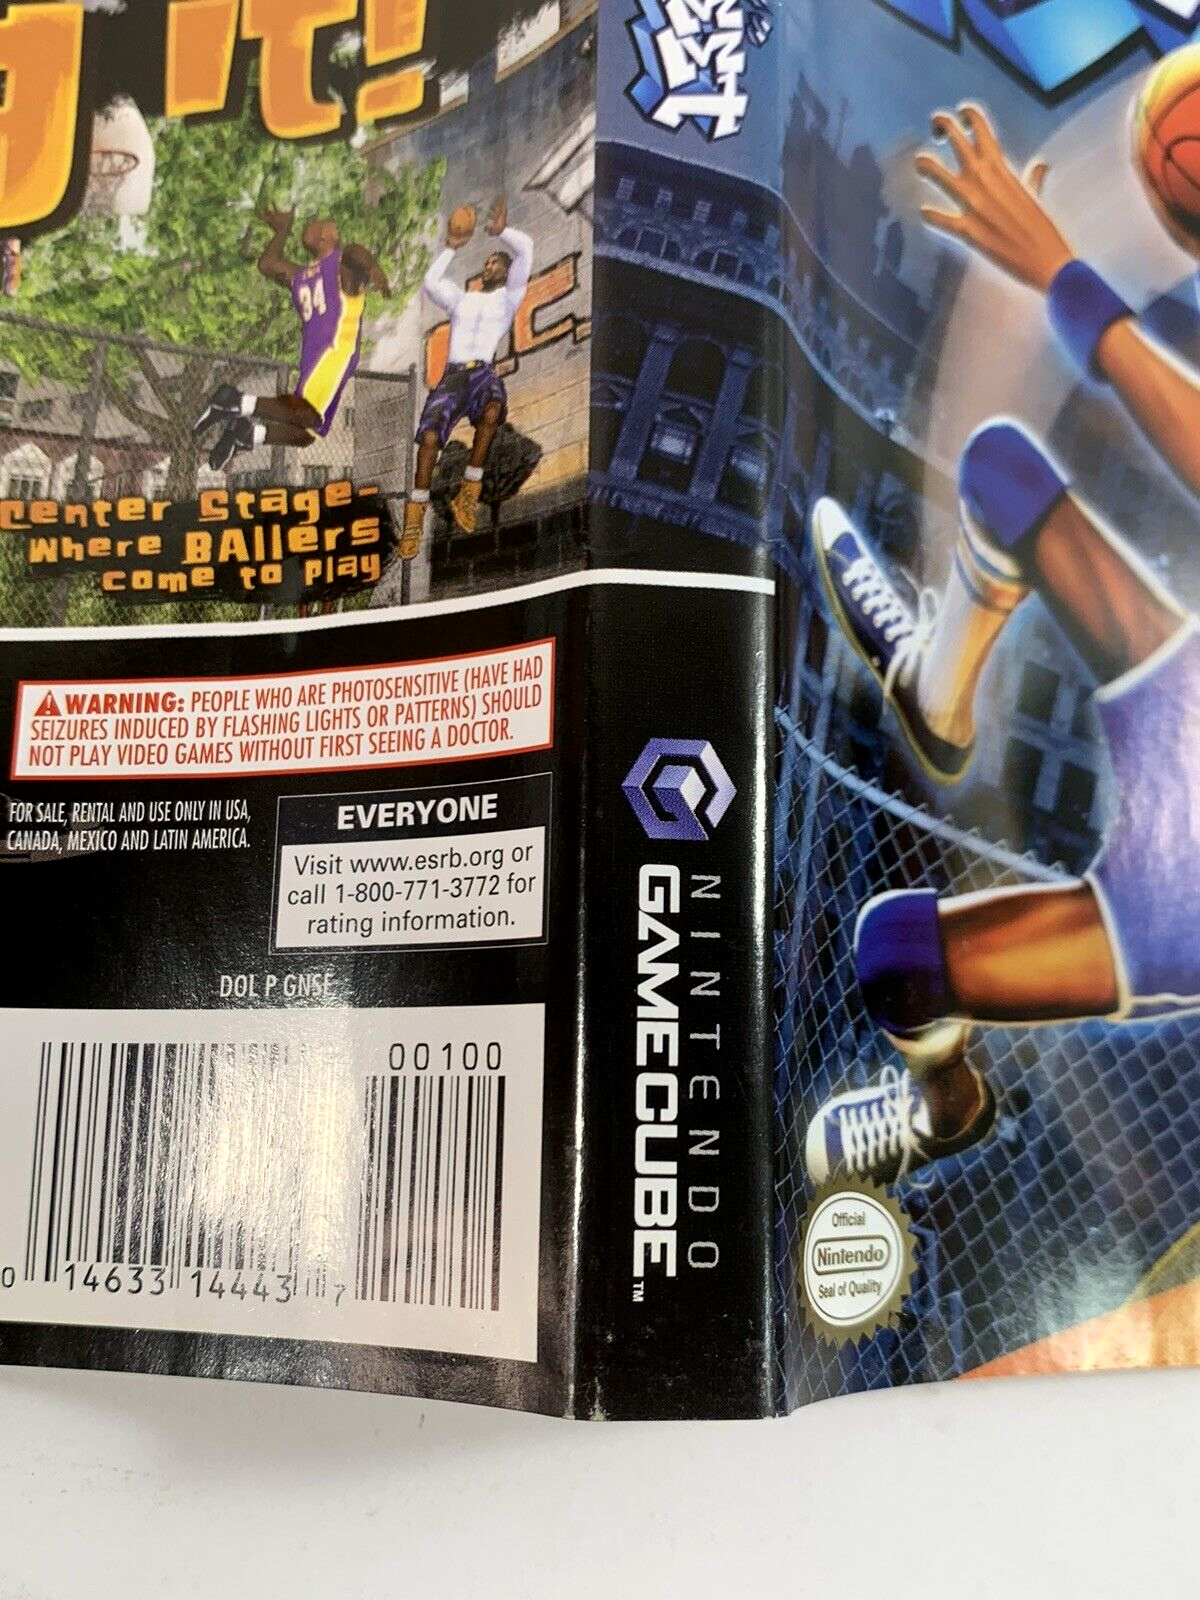 g it!
34
Center Stage-
Where BAllers
come to play
WARNING: PEOPLE WHO ARE PHOTOSENSITIVE (HAVE HAD
SEIZURES INDUCED BY FLASHING LIGHTS OR PATTERNS) SHOULD
NOT PLAY VIDEO GAMES WITHOUT FIRST SEEING A DOCTOR.
FOR SALE, RENTAL AND USE ONLY IN USA,
CANADA, MEXICO AND LATIN AMERICA.
EVERYONE
Visit www.esrb.org or
call 1-800-771-3772 for
rating information.
DOL P GNSE
00100
0 14633 14443 7
NINTENDO
GAMECUBE™
Official
Nintendo
Seal of Quality